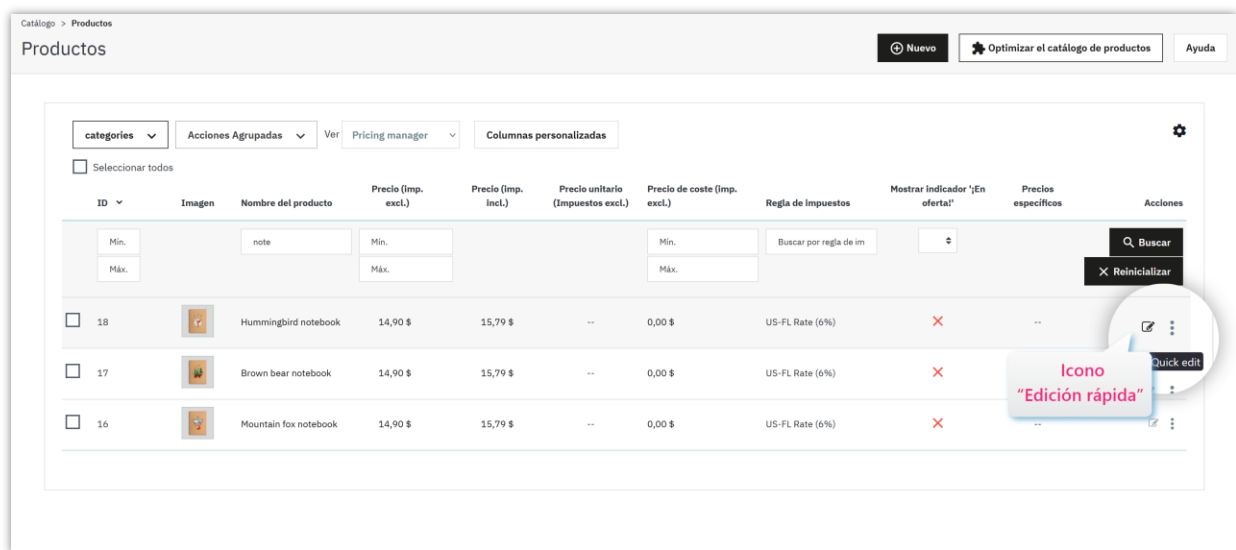 Catálogo > Productos
Productos
Nuevo
Optimizar el catálogo de productos
Ayuda
categories
Acciones Agrupadas
Ver
Pricing manager
Columnas personalizadas
Seleccionar todos
ID
Imagen
Nombre del producto
Precio (imp. excl.)
Precio (imp. incl.)
Precio unitario (Impuestos excl.)
Precio de coste (imp. excl.)
Regla de impuestos
Mostrar indicador '¡En oferta!'
Precios específicos
Acciones
Mín.
note
Mín.
Mín.
Buscar por regla de im
Buscar
Máx.
Máx.
Máx.
Reinicializar
18 Hummingbird notebook 14,90 $ 15,79 $ -- 0,00 $ US-FL Rate (6%) --
Quick edit
17 Brown bear notebook 14,90 $ 15,79 $ -- 0,00 $ US-FL Rate (6%)
Icono
“Edición rápida”
16 Mountain fox notebook 14,90 $ 15,79 $ -- 0,00 $ US-FL Rate (6%) --